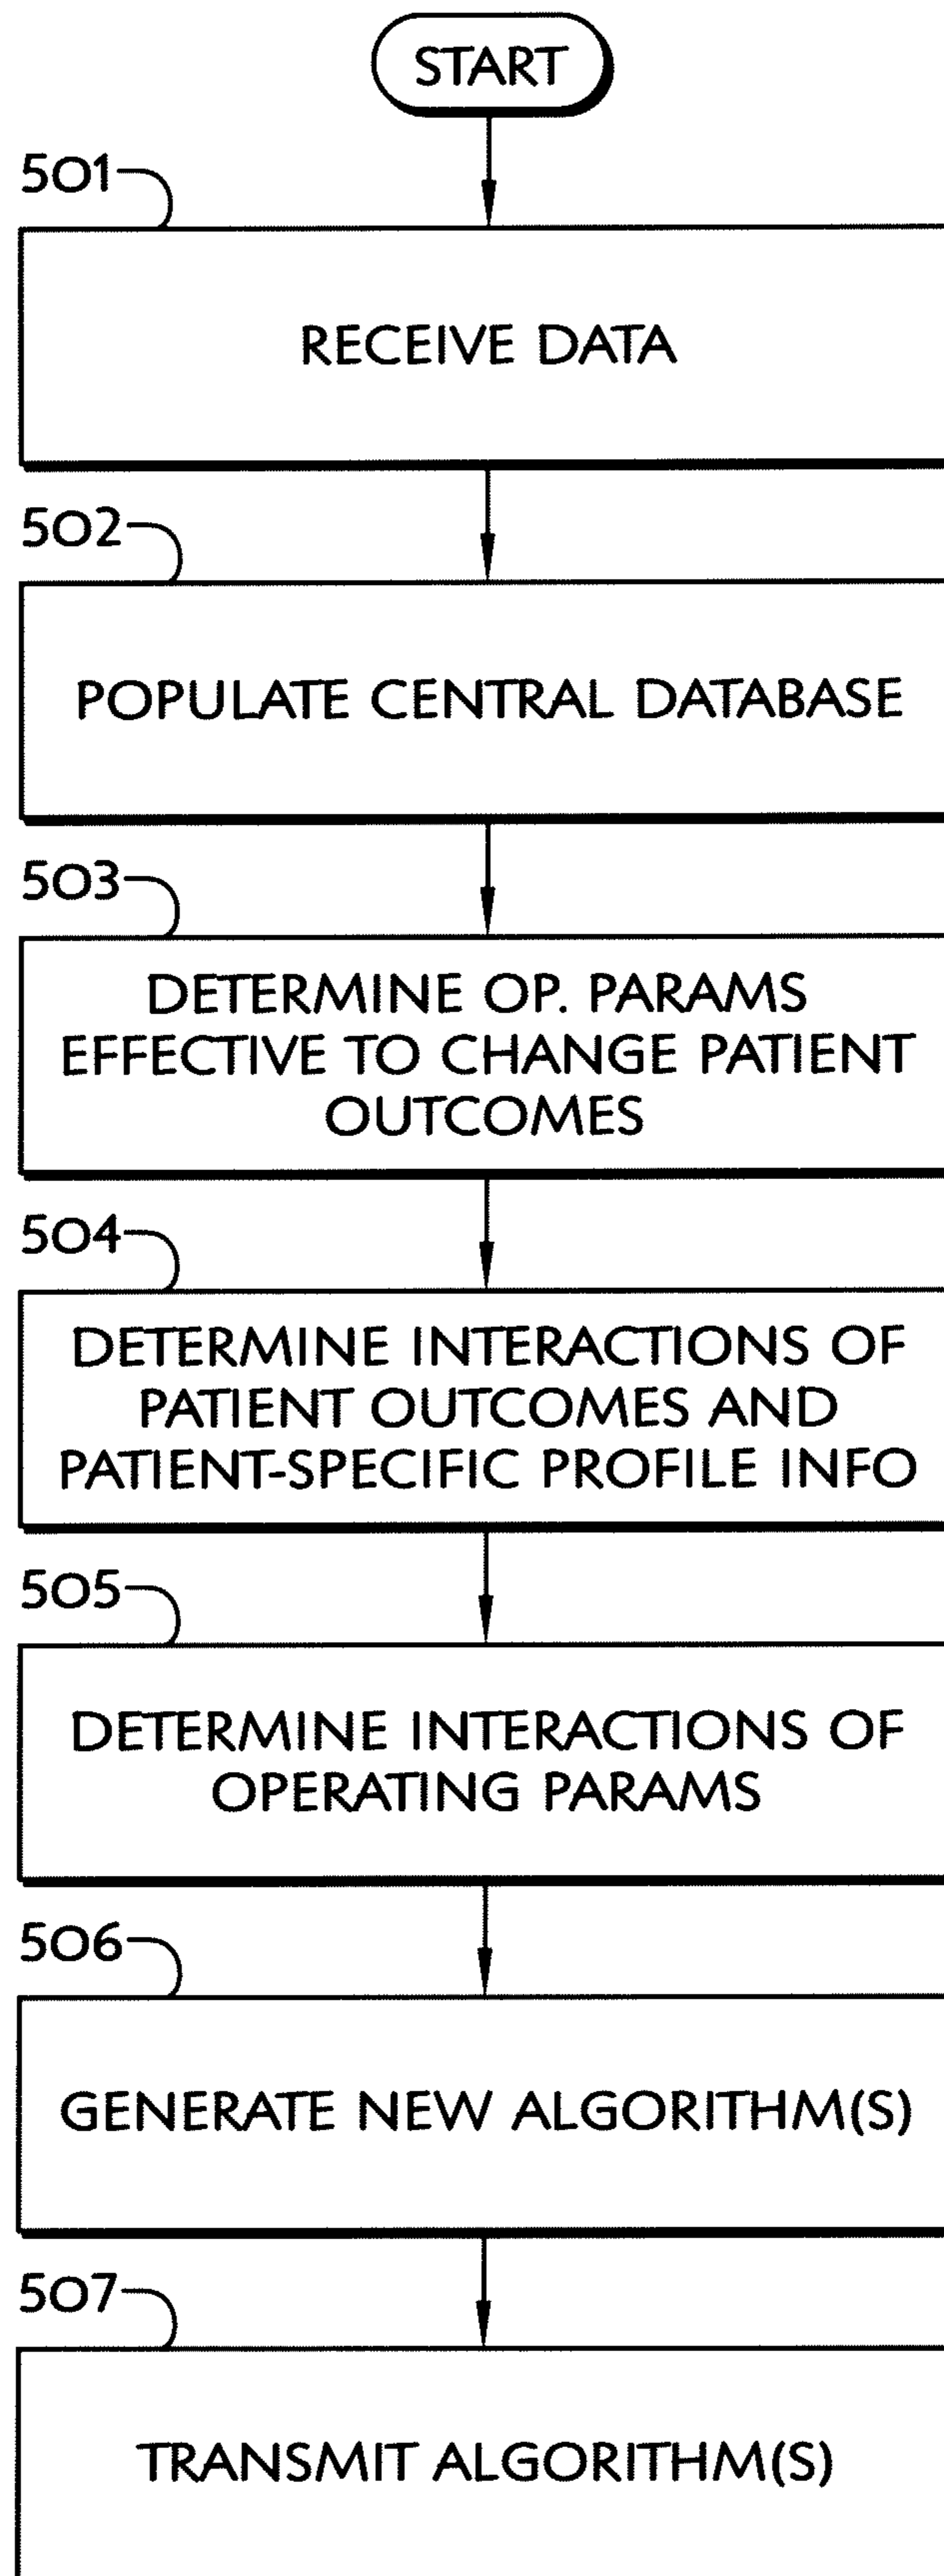 START
501
RECEIVE DATA
502
POPULATE CENTRAL DATABASE
503
DETERMINE OP. PARAMS
EFFECTIVE TO CHANGE PATIENT
OUTCOMES
504
DETERMINE INTERACTIONS OF
PATIENT OUTCOMES AND
PATIENT-SPECIFIC PROFILE INFO
505
DETERMINE INTERACTIONS OF
OPERATING PARAMS
506
GENERATE NEW ALGORITHM(S)
507
TRANSMIT ALGORITHM(S)